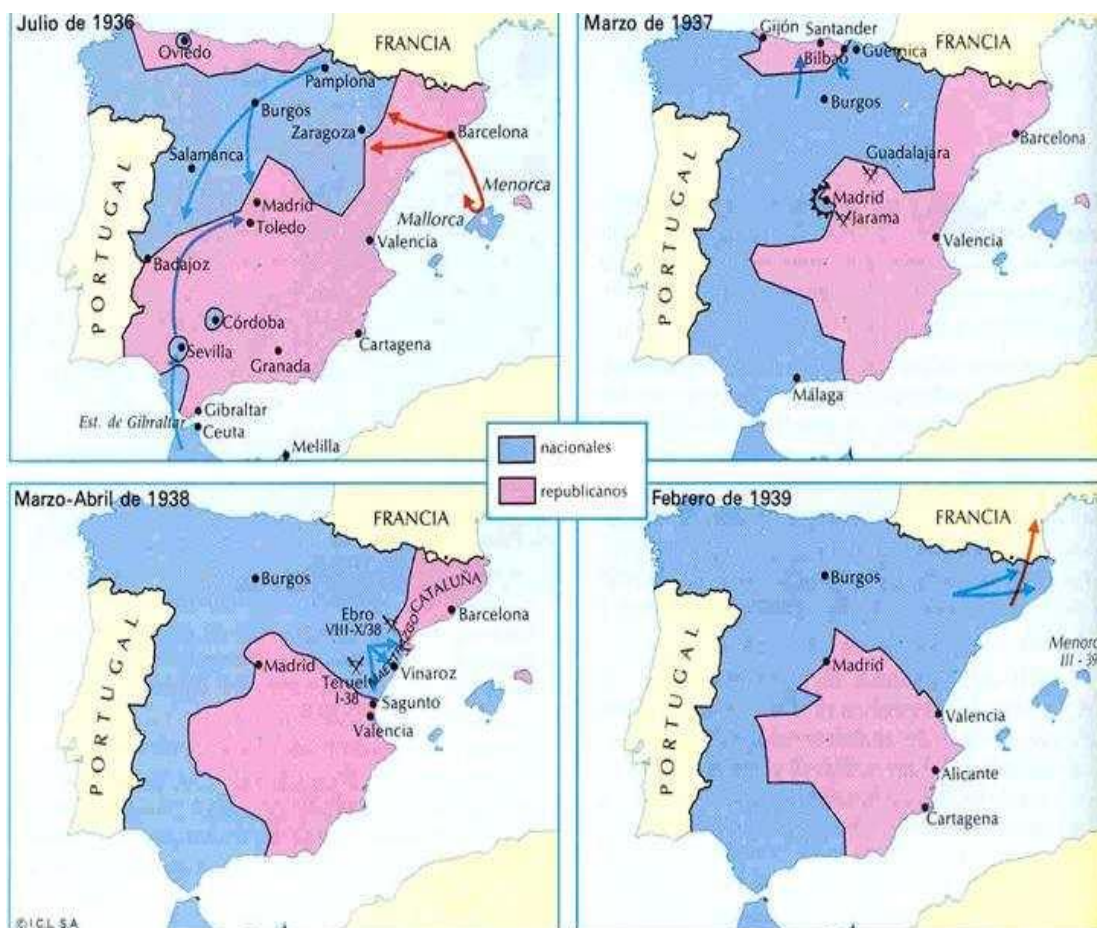 Julio de 1936
Oviedo
FRANCIA
Pamplona
Burgos
Zaragoza
Barcelona
Salamanca
Menorca
Madrid
Mallorca
Toledo
Valencia
Badajoz
PORTUGAL
Córdoba
Cartagena
Sevilla
Granada
Gibraltar
Est. de Gibraltar
Ceuta
Melilla
Marzo de 1937
Gijón
Santander
FRANCIA
Guernica
Bilbao
Burgos
Barcelona
Guadalajara
Madrid
Jarama
Valencia
PORTUGAL
Málaga
nacionales
republicanos
Marzo-Abril de 1938
FRANCIA
Burgos
CATALUÑA
Ebro
VIII-X/38
Barcelona
MAESTRAZGO
Madrid
Vinaroz
Teruel
I-38
Sagunto
Valencia
PORTUGAL
©I C L S A
Febrero de 1939
FRANCIA
Burgos
Menorc
III - 39
Madrid
Valencia
PORTUGAL
Alicante
Cartagena